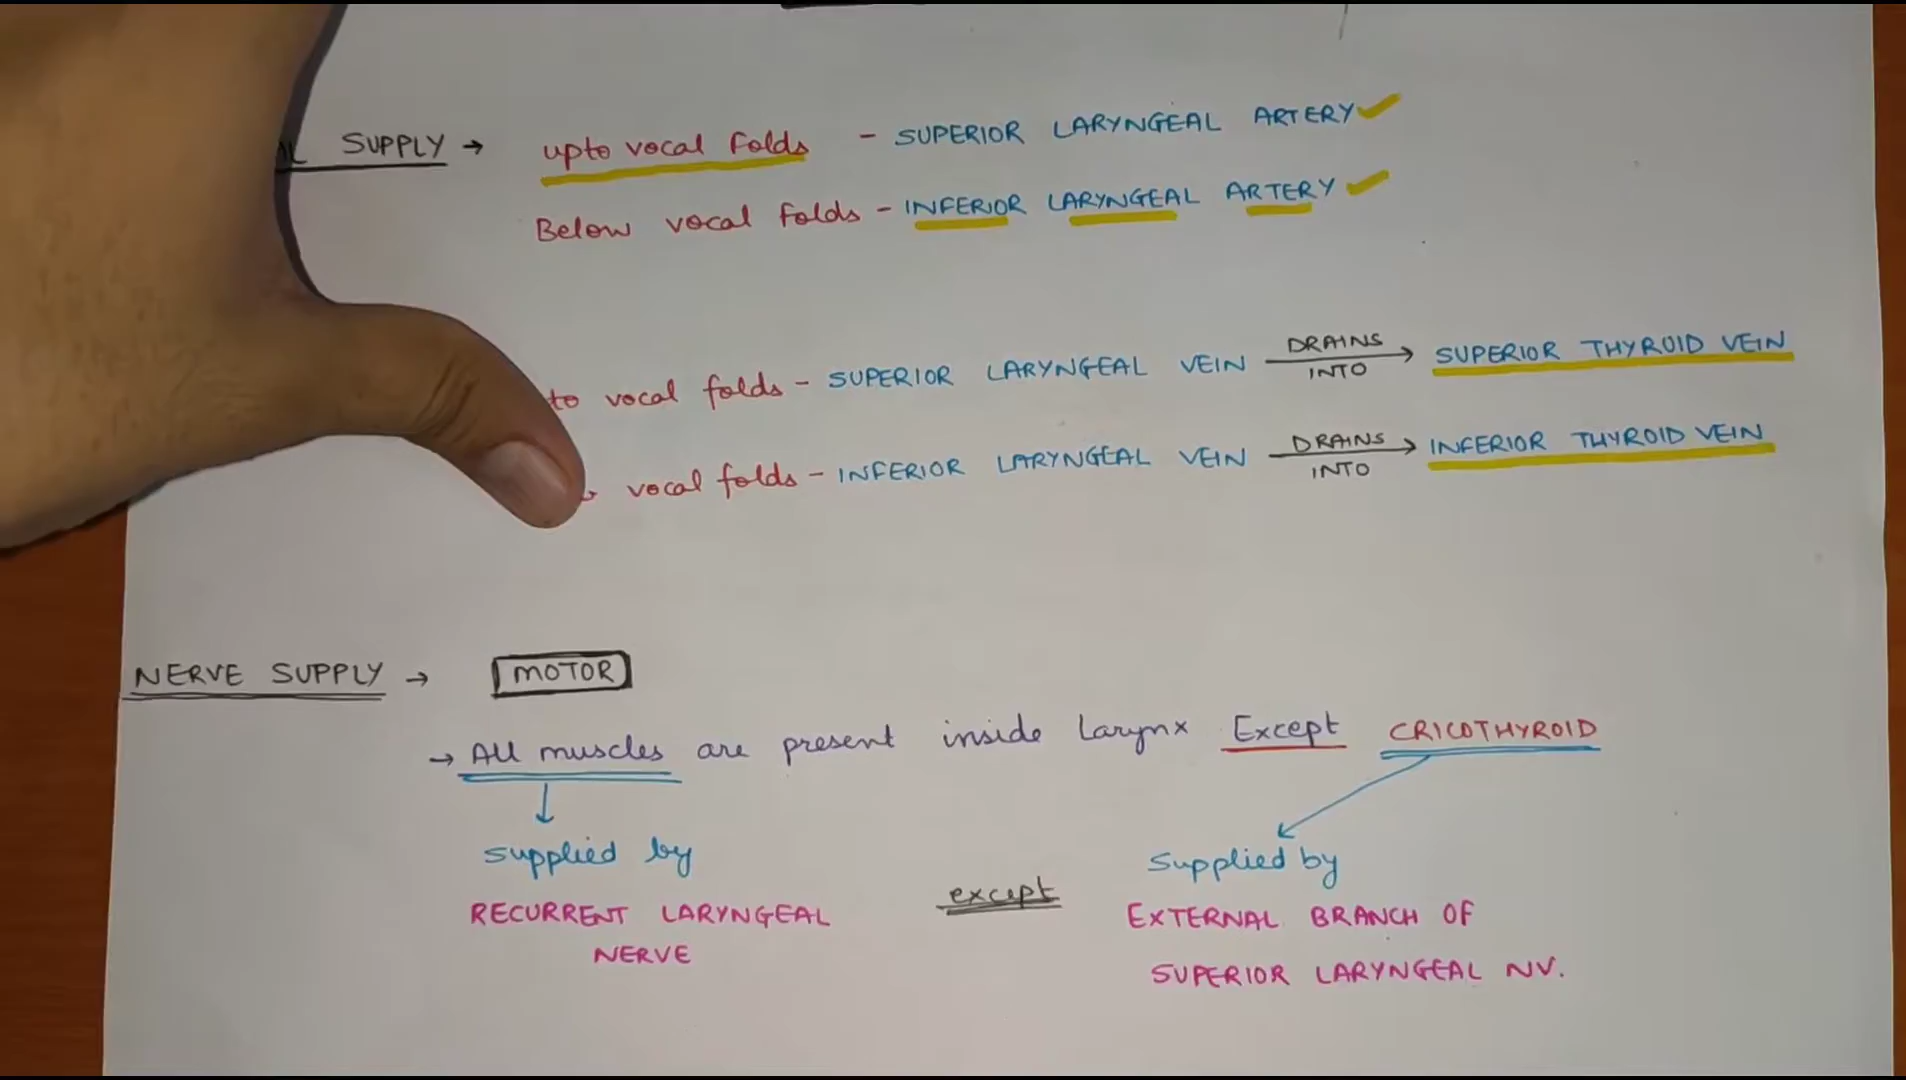 SUPPLY → upto vocal folds - SUPERIOR LARYNGEAL ARTERY
Below vocal folds - INFERIOR LARYNGEAL ARTERY
to vocal folds - SUPERIOR LARYNGEAL VEIN DRAINS INTO → SUPERIOR THYROID VEIN
vocal folds - INFERIOR LARYNGEAL VEIN DRAINS INTO → INFERIOR THYROID VEIN
NERVE SUPPLY → MOTOR
→ All muscles are present inside Larynx Except CRICOTHYROID
supplied by
RECURRENT LARYNGEAL
NERVE
except
Supplied by
EXTERNAL BRANCH OF
SUPERIOR LARYNGEAL NV.